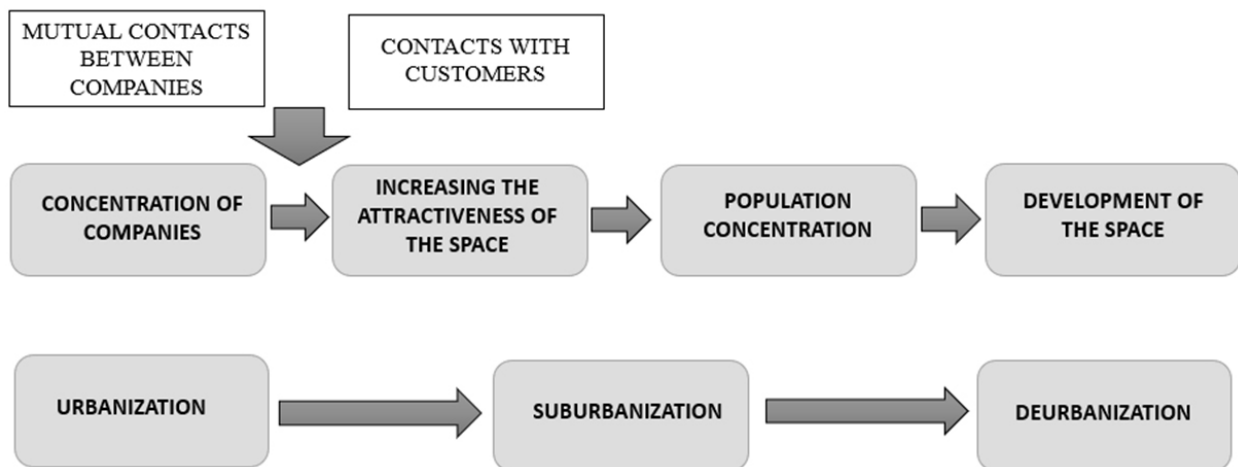 MUTUAL CONTACTS
BETWEEN
COMPANIES
CONTACTS WITH
CUSTOMERS
CONCENTRATION OF
COMPANIES
INCREASING THE
ATTRACTIVENESS OF
THE SPACE
POPULATION
CONCENTRATION
DEVELOPMENT OF
THE SPACE
URBANIZATION
SUBURBANIZATION
DEURBANIZATION